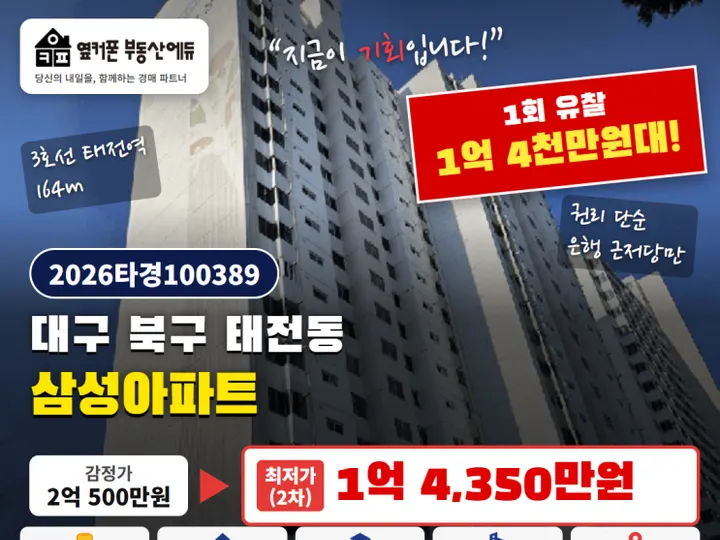 옆커폰 부동산에듀
당신의 내일을, 함께하는 경매 파트너
“지금이 기회입니다!”
1회 유찰
1억 4천만원대!
3호선 태전역
164m
권리 단순
은행 근저당만
2026타경100389
대구 북구 태전동
삼성아파트
감정가
2억 500만원
최저가
(2차)
1억 4,350만원